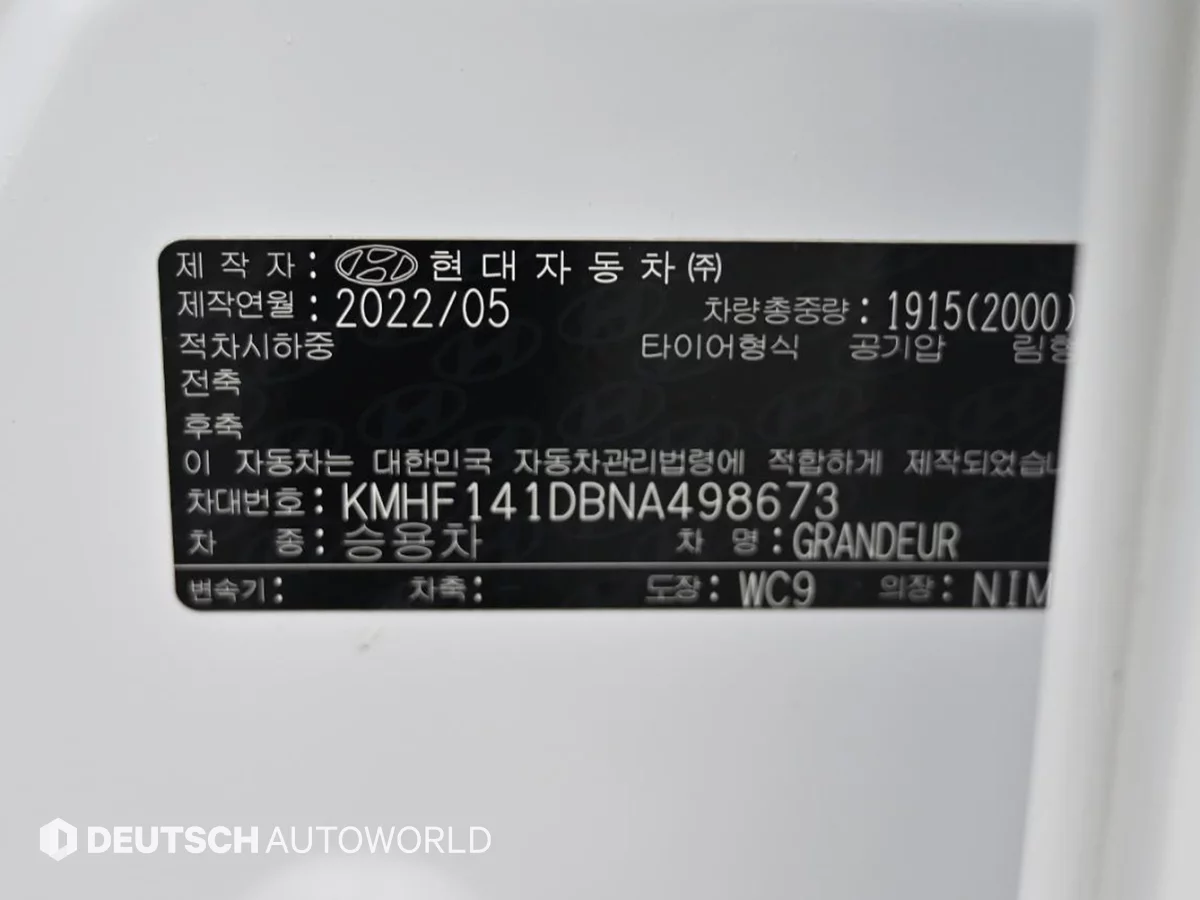 제 작 자 : 현 대 자 동 차 ㈜
제작연월 : 2022/05 차량총중량 : 1915(2000)
적차시하중 타이어형식 공기압 림형
전축
후축
이 자동차는 대한민국 자동차관리법령에 적합하게 제작되었습니
차대번호 : KMHF141DBNA498673
차 종 : 승용차 차 명 : GRANDEUR
변속기 : 차축 : 도장 : WC9 의장 : NIM
DEUTSCH AUTOWORLD